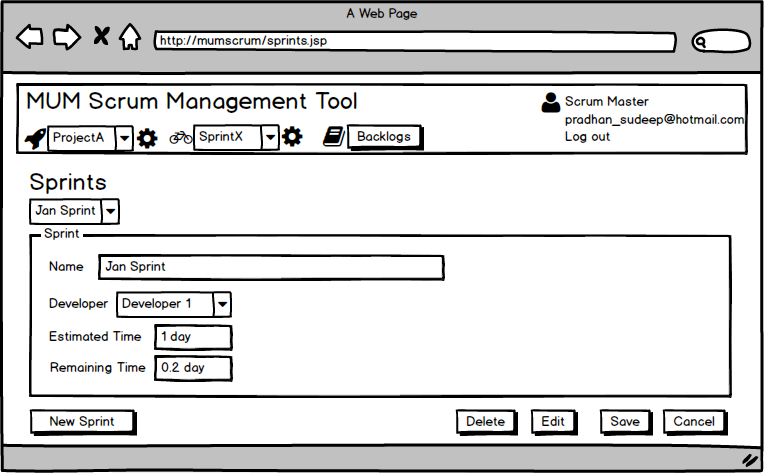 A Web Page
http://mumscrum/sprints.jsp
MUM Scrum Management Tool
Scrum Master
pradhan_sudeep@hotmail.com
Log out
ProjectA SprintX Backlogs
Sprints
Jan Sprint
Sprint
Name Jan Sprint
Developer Developer 1
Estimated Time 1 day
Remaining Time 0.2 day
New Sprint Delete Edit Save Cancel